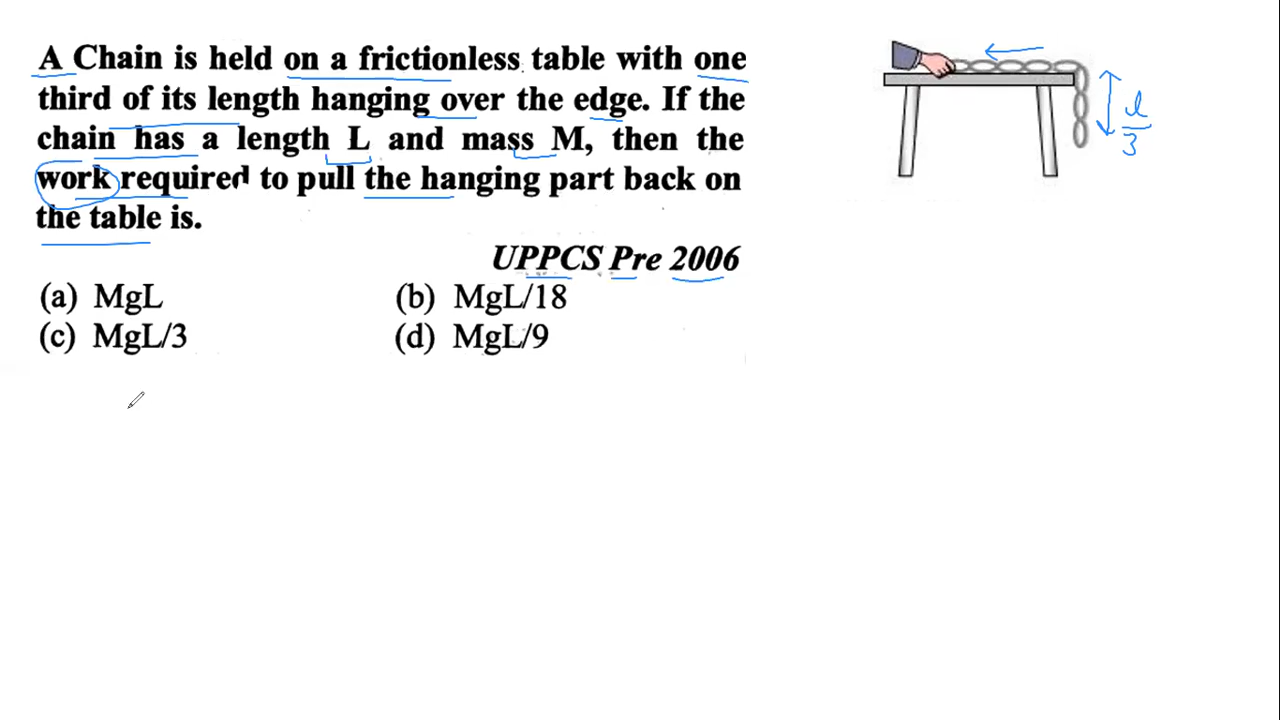 A Chain is held on a frictionless table with one
third of its length hanging over the edge. If the
chain has a length L and mass M, then the
work required to pull the hanging part back on
the table is.
UPPCS Pre 2006
(a) MgL (b) MgL/18
(c) MgL/3 (d) MgL/9
l/3